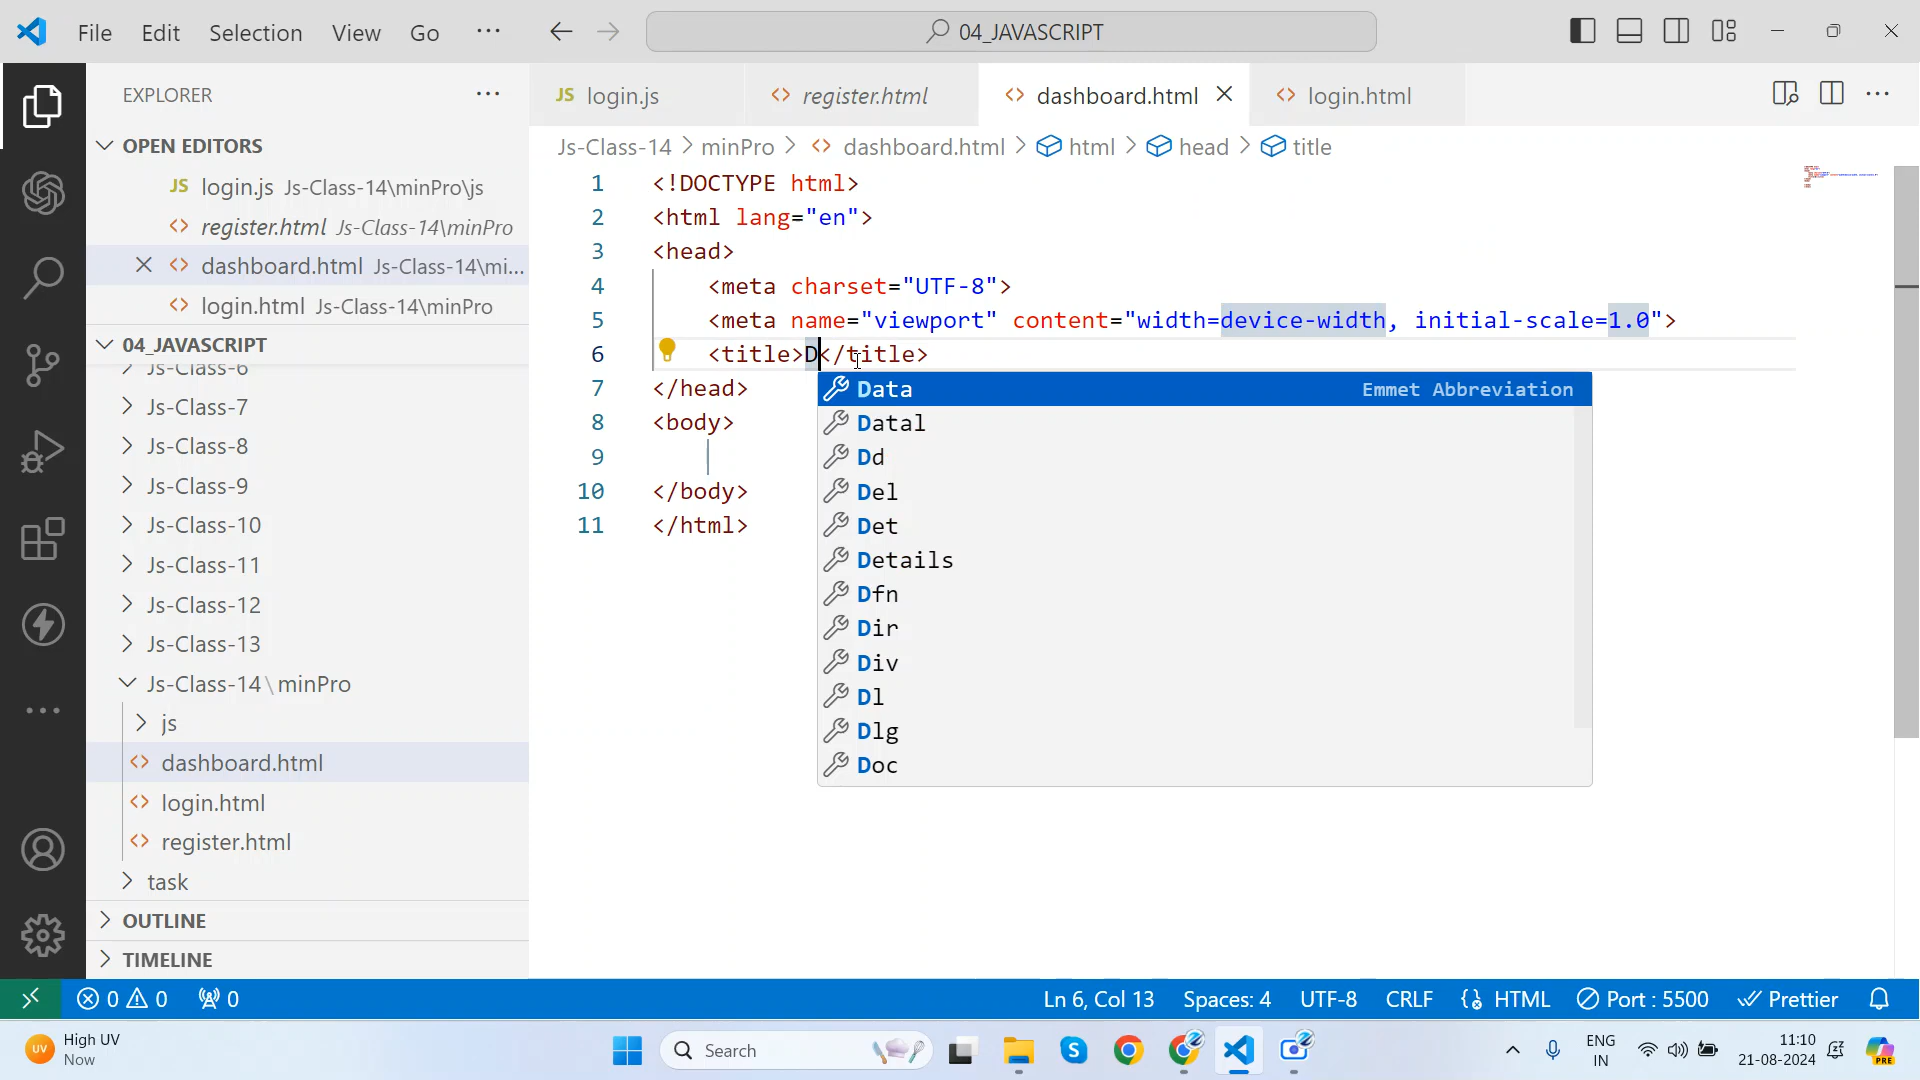 File Edit Selection View Go ···
04_JAVASCRIPT
EXPLORER ···
OPEN EDITORS
JS login.js Js-Class-14\minPro\js
<> register.html Js-Class-14\minPro
<> dashboard.html Js-Class-14\mi...
<> login.html Js-Class-14\minPro
04_JAVASCRIPT
Js-Class-6
Js-Class-7
Js-Class-8
Js-Class-9
Js-Class-10
Js-Class-11
Js-Class-12
Js-Class-13
Js-Class-14\minPro
js
<> dashboard.html
<> login.html
<> register.html
task
OUTLINE
TIMELINE
JS login.js <> register.html <> dashboard.html <> login.html
Js-Class-14 > minPro > <> dashboard.html > html > head > title
1 <!DOCTYPE html>
2 <html lang="en">
3 <head>
4 <meta charset="UTF-8">
5 <meta name="viewport" content="width=device-width, initial-scale=1.0">
6 <title>D</title>
7 </head>
8 <body>
9
10 </body>
11 </html>
Data Emmet Abbreviation
Datal
Dd
Del
Det
Details
Dfn
Dir
Div
Dl
Dlg
Doc
0 0 0 Ln 6, Col 13 Spaces: 4 UTF-8 CRLF HTML Port : 5500 Prettier
UV High UV
Now
Search
ENG
IN
11:10
21-08-2024
PRE